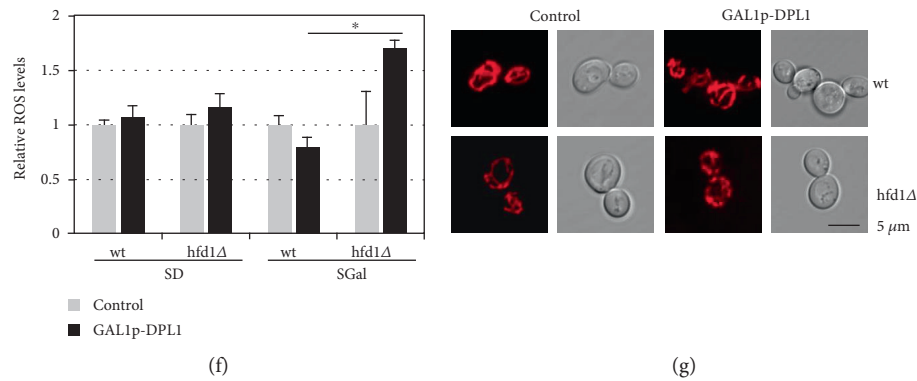 2
1.5
1
0.5
0
Relative ROS levels
*
wt
hfd1Δ
wt
hfd1Δ
SD
SGal
Control
GAL1p-DPL1
(f)
Control
GAL1p-DPL1
wt
hfd1Δ
5 μm
(g)